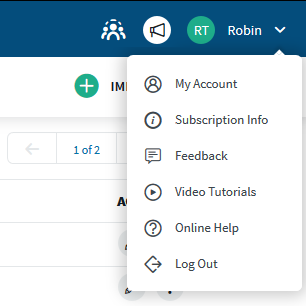 RT Robin
IM
My Account
1 of 2
Subscription Info
Feedback
Video Tutorials
A
Online Help
Log Out